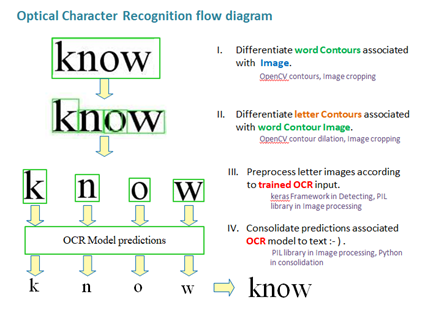 Optical Character Recognition flow diagram
know
I. Differentiate word Contours associated
with Image.
OpenCV contours, Image cropping
know
II. Differentiate letter Contours associated
with word Contour Image.
OpenCV contour dilation, Image cropping
k n o w
III. Preprocess letter images according
to trained OCR input.
keras Framework in Detecting, PIL
library in Image processing
OCR Model predictions
IV. Consolidate predictions associated
OCR model to text :- ) .
PIL library in Image processing, Python
in consolidation
k n o w know